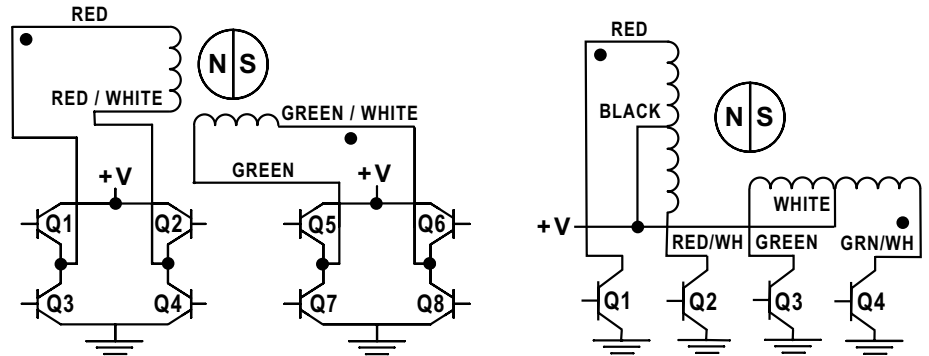 RED
N S
RED / WHITE
GREEN / WHITE
GREEN
+V
+V
Q1
Q2
Q5
Q6
Q3
Q4
Q7
Q8
RED
BLACK
N S
WHITE
+V
RED/WH
GREEN
GRN/WH
Q1
Q2
Q3
Q4